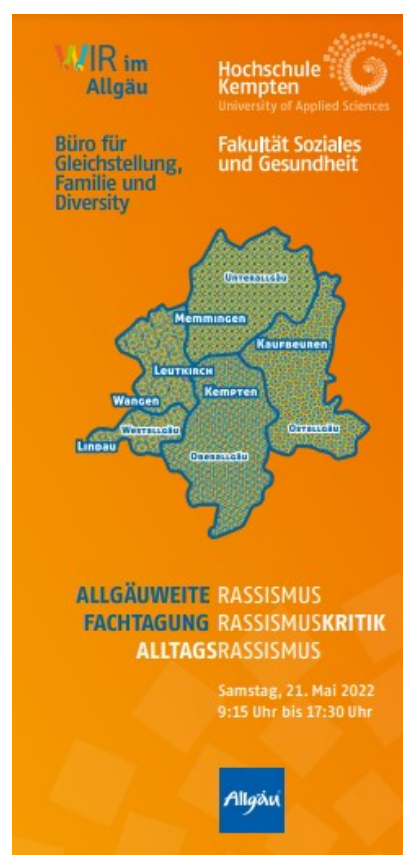 WIR im
Allgäu
Hochschule
Kempten
University of Applied Sciences
Büro für
Gleichstellung,
Familie und
Diversity
Fakultät Soziales
und Gesundheit
Unterallgäu
Memmingen
Kaufbeuren
Leutkirch
Kempten
Wangen
Westallgäu
Ostallgäu
Lindau
Oberallgäu
ALLGÄUWEITE RASSISMUS
FACHTAGUNG RASSISMUSKRITIK
ALLTAGSRASSISMUS
Samstag, 21. Mai 2022
9:15 Uhr bis 17:30 Uhr
Allgäu